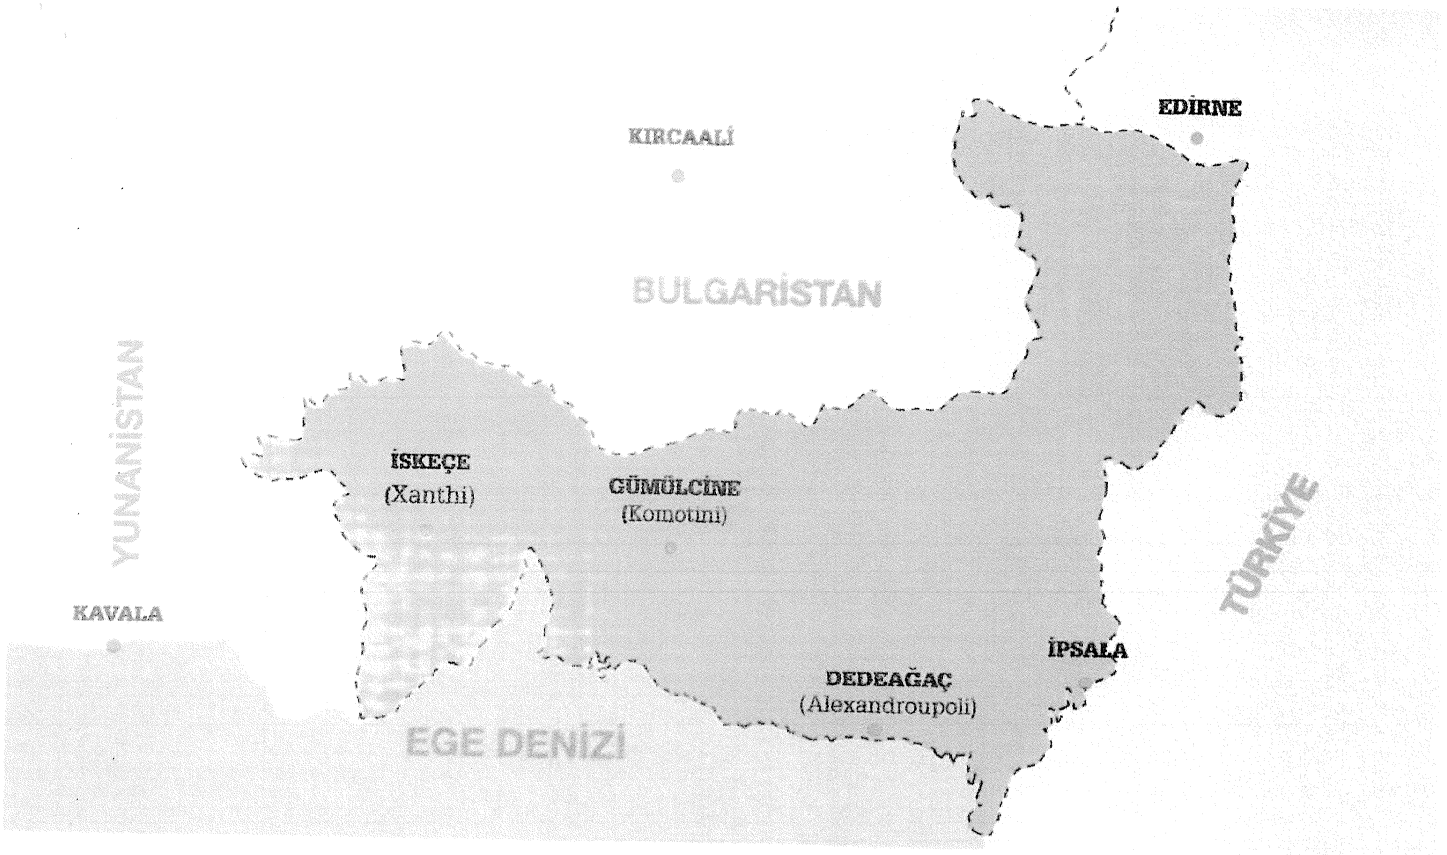 EDİRNE
KIRCAALİ
BULGARİSTAN
YUNANİSTAN
İSKEÇE
(Xanthi)
GÜMÜLCİNE
(Komotini)
TÜRKİYE
KAVALA
İPSALA
DEDEAĞAÇ
(Alexandroupoli)
EGE DENİZİ